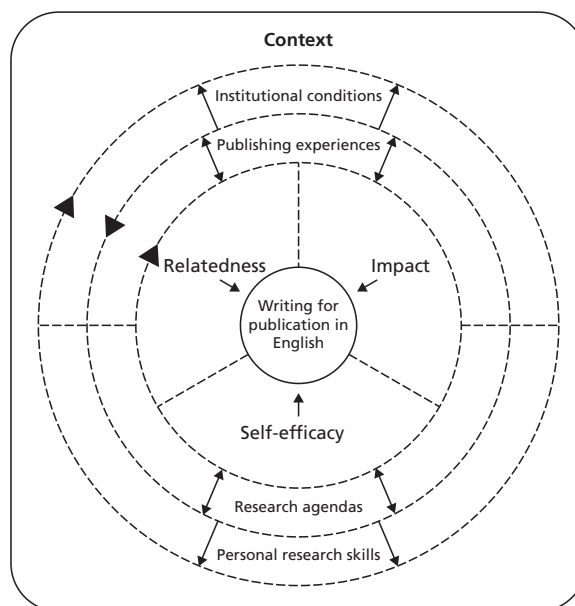 Context
Institutional conditions
Publishing experiences
Relatedness
Impact
Writing for
publication in
English
Self-efficacy
Research agendas
Personal research skills